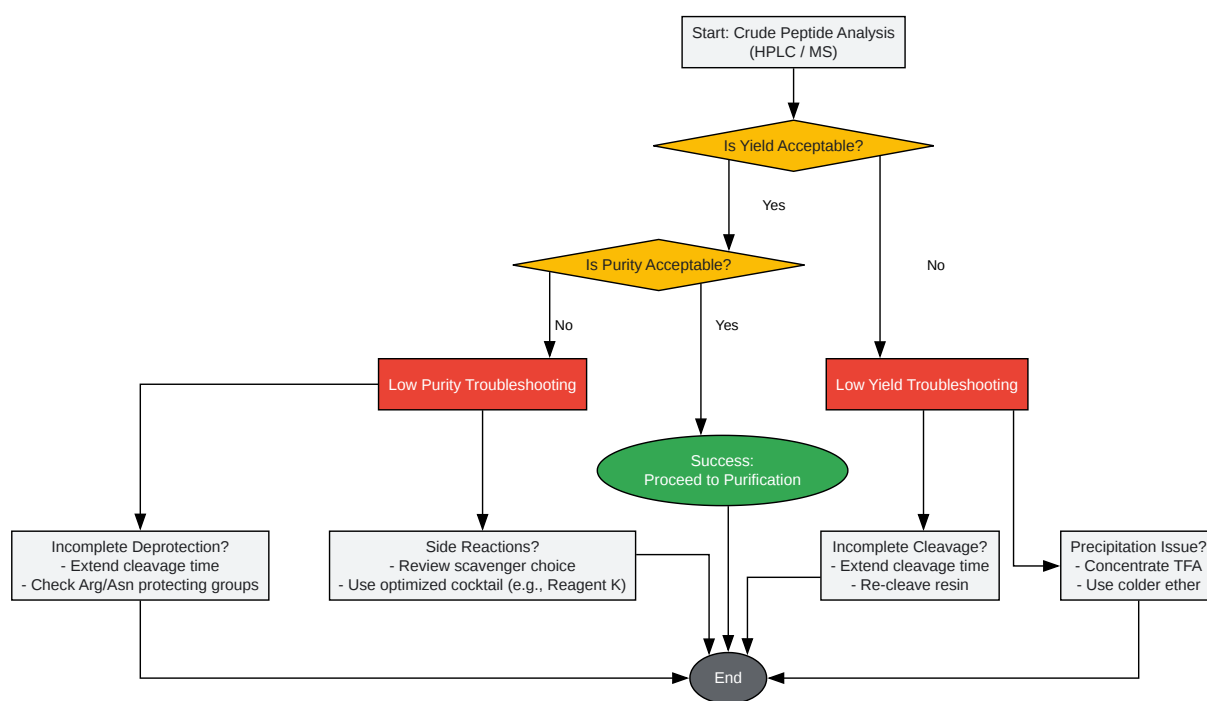 Start: Crude Peptide Analysis
(HPLC / MS)
Is Yield Acceptable?
Yes
No
Is Purity Acceptable?
No
Yes
Low Purity Troubleshooting
Low Yield Troubleshooting
Success:
Proceed to Purification
Incomplete Deprotection?
- Extend cleavage time
- Check Arg/Asn protecting groups
Side Reactions?
- Review scavenger choice
- Use optimized cocktail (e.g., Reagent K)
Incomplete Cleavage?
- Extend cleavage time
- Re-cleave resin
Precipitation Issue?
- Concentrate TFA
- Use colder ether
End